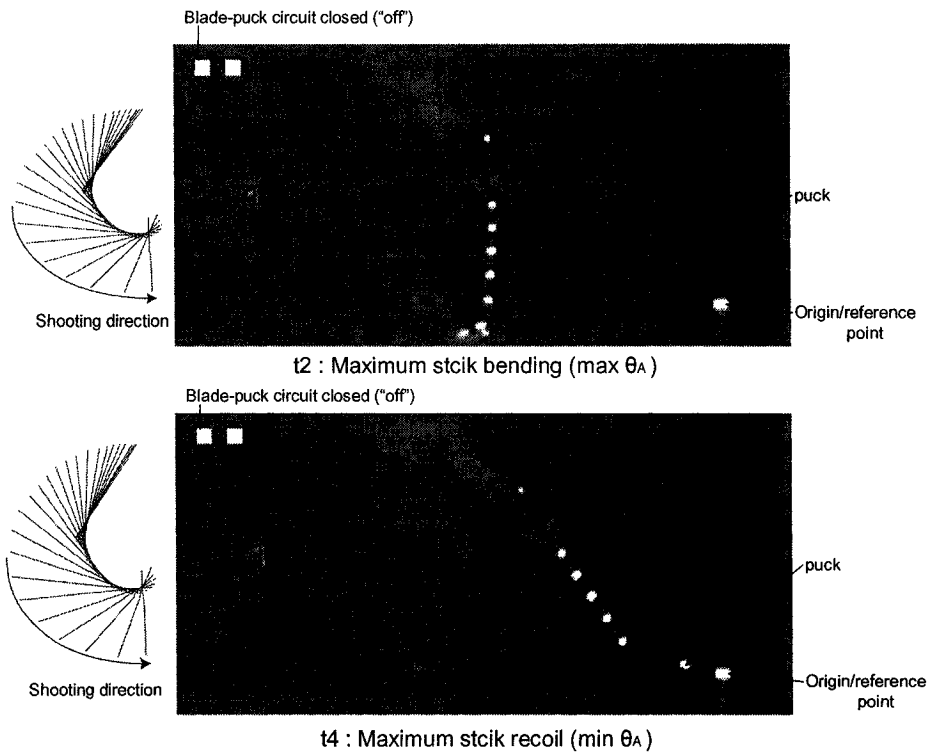 Blade-puck circuit closed ("off")
puck
Origin/reference
point
Shooting direction
t2 : Maximum stcik bending (max θA )
Blade-puck circuit closed ("off")
puck
Origin/reference
point
Shooting direction
t4 : Maximum stcik recoil (min θA )